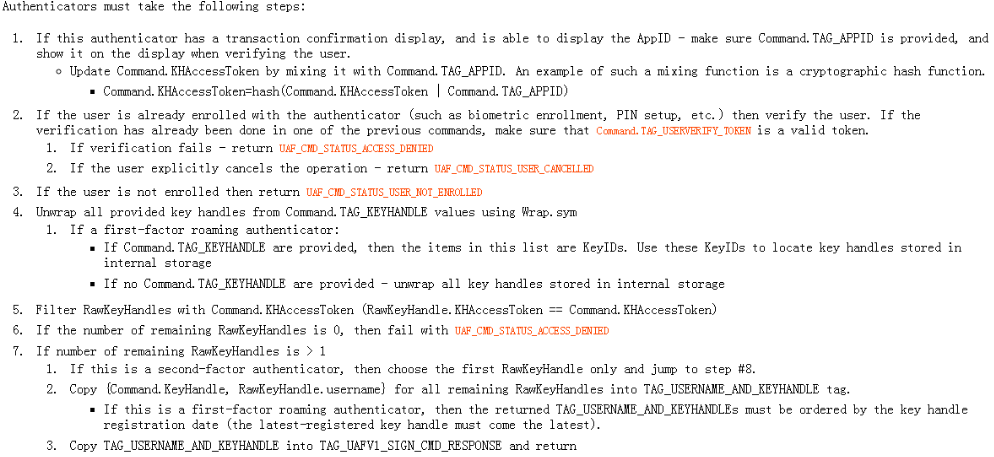 Authenticators must take the following steps:
1. If this authenticator has a transaction confirmation display, and is able to display the AppID - make sure Command.TAG_APPID is provided, and
show it on the display when verifying the user.
Update Command.KHAccessToken by mixing it with Command.TAG_APPID. An example of such a mixing function is a cryptographic hash function.
Command.KHAccessToken=hash(Command.KHAccessToken | Command.TAG_APPID)
2. If the user is already enrolled with the authenticator (such as biometric enrollment, PIN setup, etc.) then verify the user. If the
verification has already been done in one of the previous commands, make sure that Command.TAG_USERVERIFY_TOKEN is a valid token.
1. If verification fails - return UAF_CMD_STATUS_ACCESS_DENIED
2. If the user explicitly cancels the operation - return UAF_CMD_STATUS_USER_CANCELLED
3. If the user is not enrolled then return UAF_CMD_STATUS_USER_NOT_ENROLLED
4. Unwrap all provided key handles from Command.TAG_KEYHANDLE values using Wrap.sym
1. If a first-factor roaming authenticator:
If Command.TAG_KEYHANDLE are provided, then the items in this list are KeyIDs. Use these KeyIDs to locate key handles stored in
internal storage
If no Command.TAG_KEYHANDLE are provided - unwrap all key handles stored in internal storage
5. Filter RawKeyHandles with Command.KHAccessToken (RawKeyHandle.KHAccessToken == Command.KHAccessToken)
6. If the number of remaining RawKeyHandles is 0, then fail with UAF_CMD_STATUS_ACCESS_DENIED
7. If number of remaining RawKeyHandles is > 1
1. If this is a second-factor authenticator, then choose the first RawKeyHandle only and jump to step #8.
2. Copy {Command.KeyHandle, RawKeyHandle.username} for all remaining RawKeyHandles into TAG_USERNAME_AND_KEYHANDLE tag.
If this is a first-factor roaming authenticator, then the returned TAG_USERNAME_AND_KEYHANDLEs must be ordered by the key handle
registration date (the latest-registered key handle must come the latest).
3. Copy TAG_USERNAME_AND_KEYHANDLE into TAG_UAFV1_SIGN_CMD_RESPONSE and return